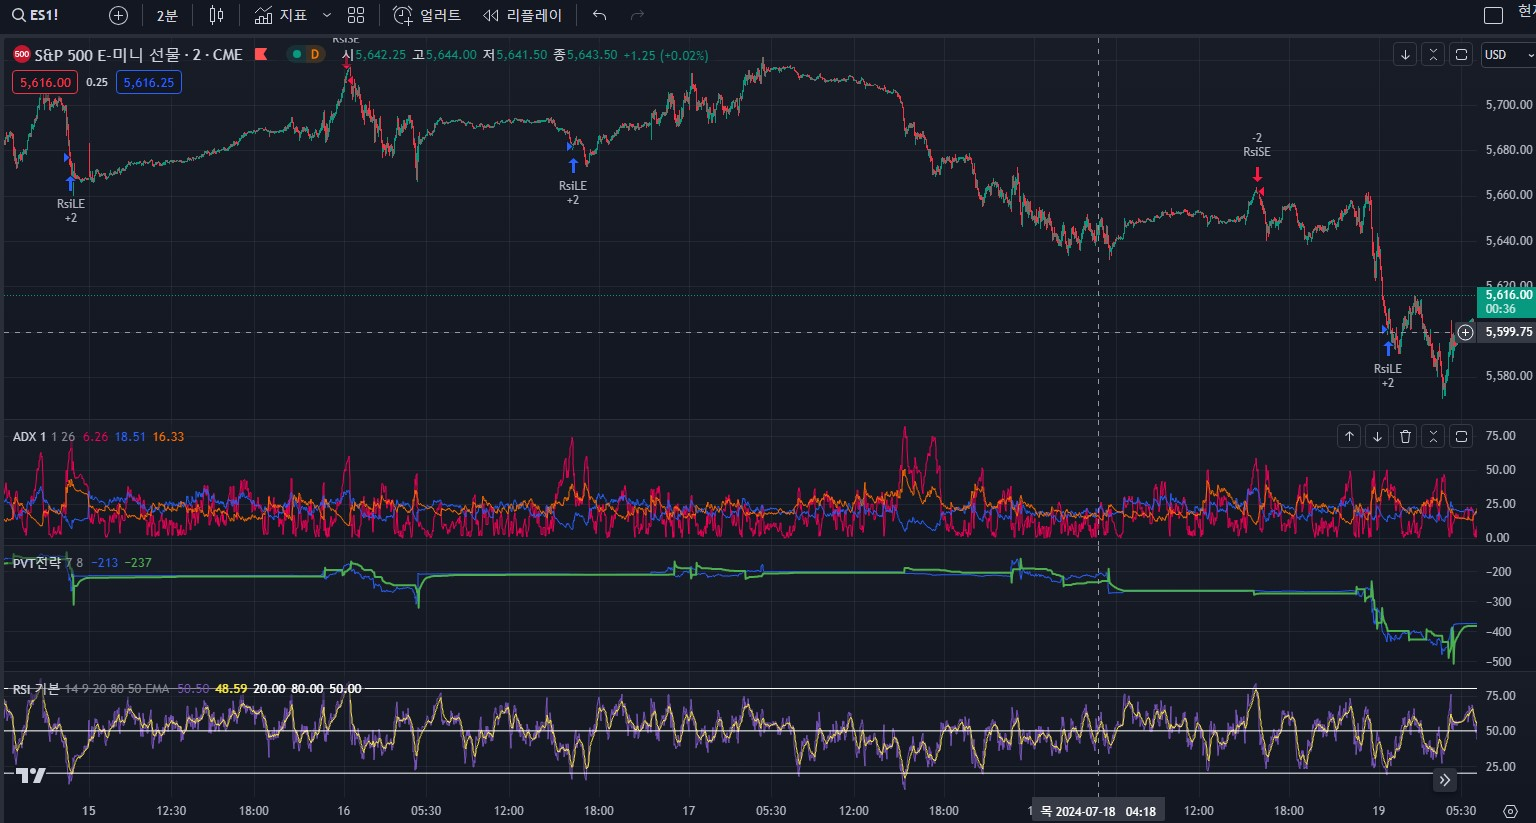 ES1! 2분 지표 얼러트 리플레이
500 S&P 500 E-미니 선물 · 2 · CME D 시5,642.25 고5,644.00 저5,641.50 종5,643.50 +1.25 (+0.02%)
USD
5,616.00 0.25 5,616.25
RsiSE
5,700.00
-2
RsiSE
5,680.00
5,660.00
RsiLE
+2
RsiLE
+2
5,640.00
5,620.00
5,616.00
00:36
5,599.75
RsiLE
+2
5,580.00
ADX 1 1 26 6.26 18.51 16.33
75.00
50.00
25.00
0.00
PVT전략 7 8 −213 −237
−200
−300
−400
−500
RSI 기본 14 9 20 80 50 EMA 50.50 48.59 20.00 80.00 50.00
75.00
50.00
25.00
15 12:30 18:00 16 05:30 12:00 18:00 17 05:30 12:00 18:00 목 2024-07-18 04:18 12:00 18:00 19 05:30